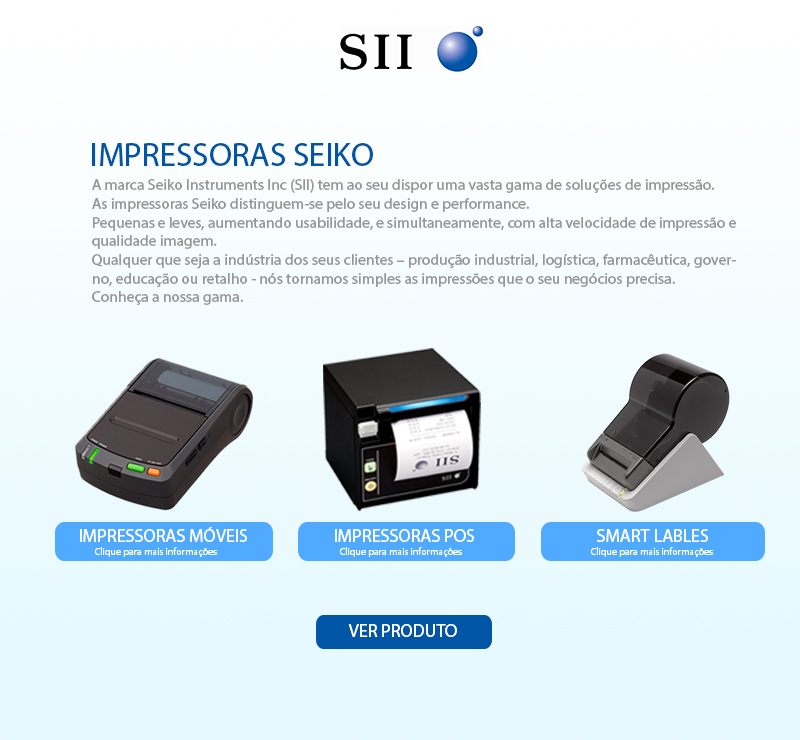 SII
IMPRESSORAS SEIKO
A marca Seiko Instruments Inc (SII) tem ao seu dispor uma vasta gama de soluções de impressão.
As impressoras Seiko distinguem-se pelo seu design e performance.
Pequenas e leves, aumentando usabilidade, e simultaneamente, com alta velocidade de impressão e
qualidade imagem.
Qualquer que seja a indústria dos seus clientes – produção industrial, logística, farmacêutica, gover-
no, educação ou retalho - nós tornamos simples as impressões que o seu negócios precisa.
Conheça a nossa gama.
SII
SII
IMPRESSORAS MÓVEIS
Clique para mais informações
IMPRESSORAS POS
Clique para mais informações
SMART LABLES
Clique para mais informações
VER PRODUTO